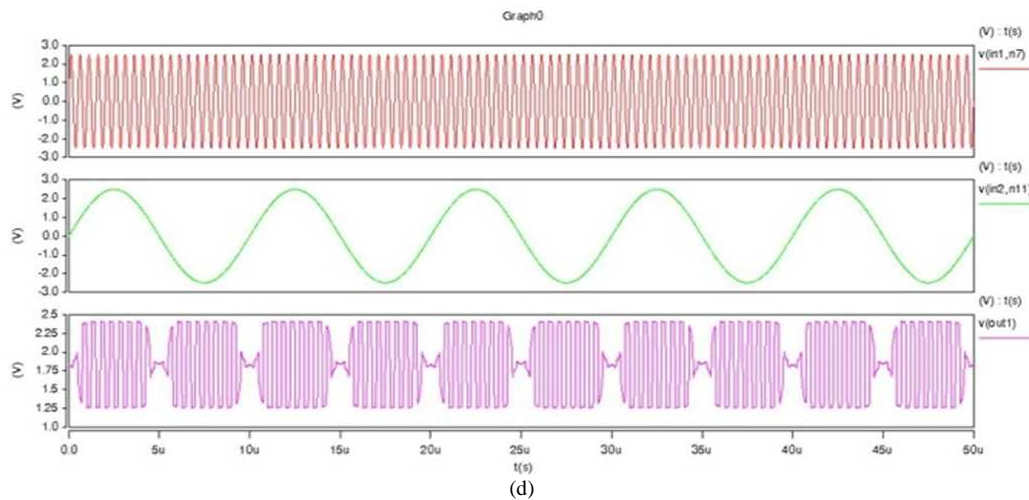 Graph0
(V) : t(s)
v(in1,n7)
3.0
2.0
1.0
0.0
-1.0
-2.0
-3.0
(V)
(V) : t(s)
v(in2,n11)
3.0
2.0
1.0
0.0
-1.0
-2.0
-3.0
(V)
(V) : t(s)
v(out1)
2.5
2.25
2.0
1.75
1.5
1.25
1.0
(V)
0.0 5u 10u 15u 20u 25u 30u 35u 40u 45u 50u
t(s)
(d)